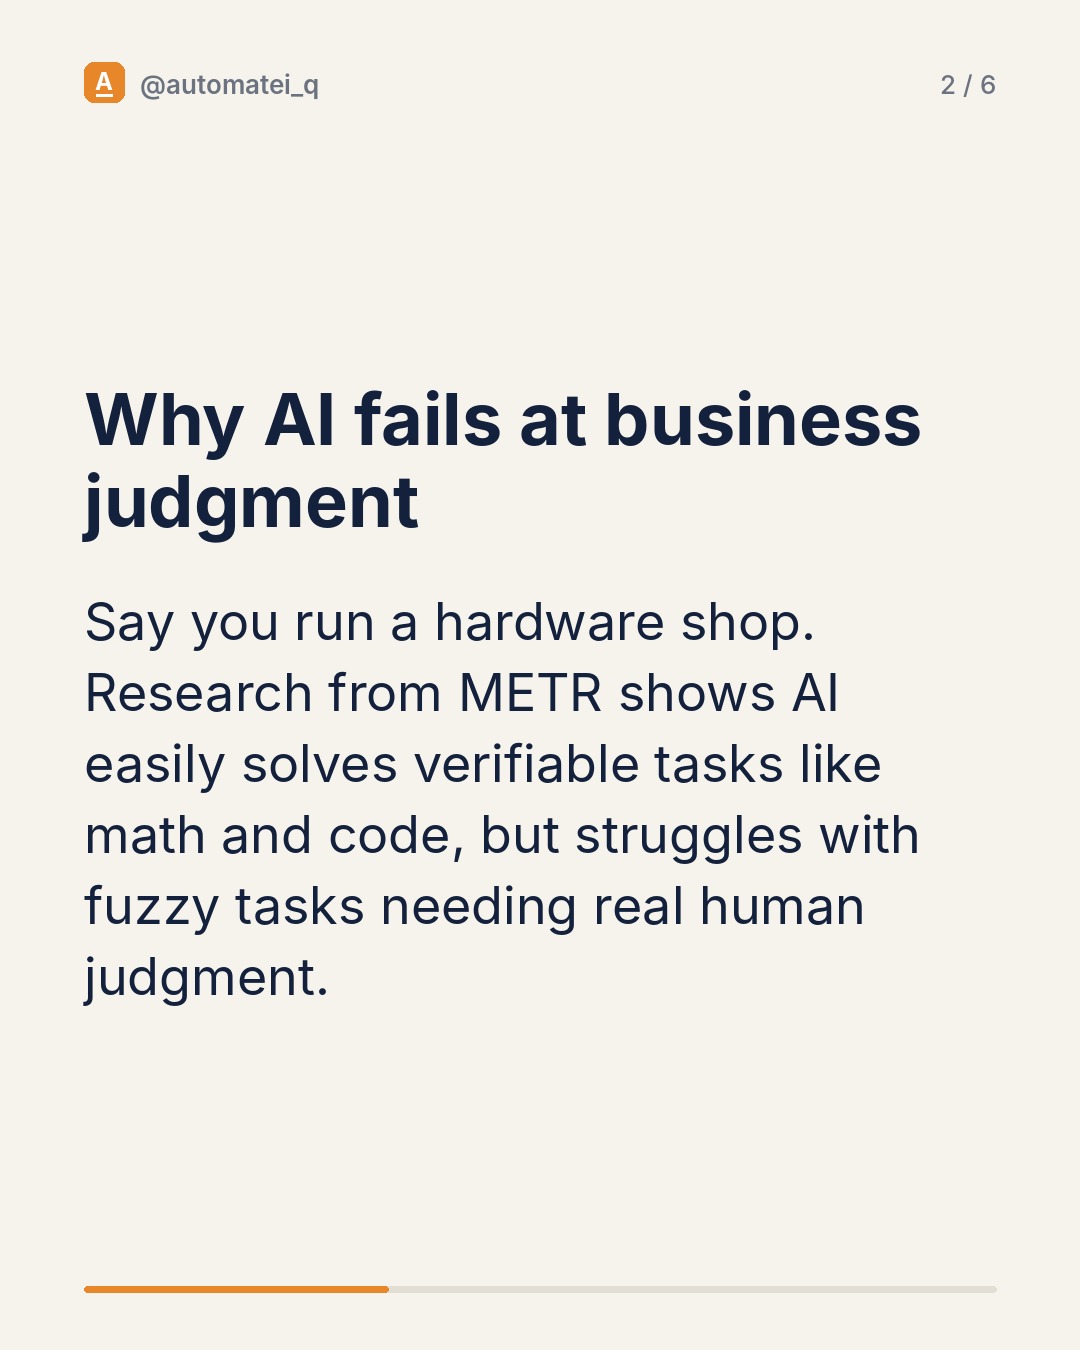 A @automatei_q
2 / 6
Why AI fails at business
judgment
Say you run a hardware shop.
Research from METR shows AI
easily solves verifiable tasks like
math and code, but struggles with
fuzzy tasks needing real human
judgment.